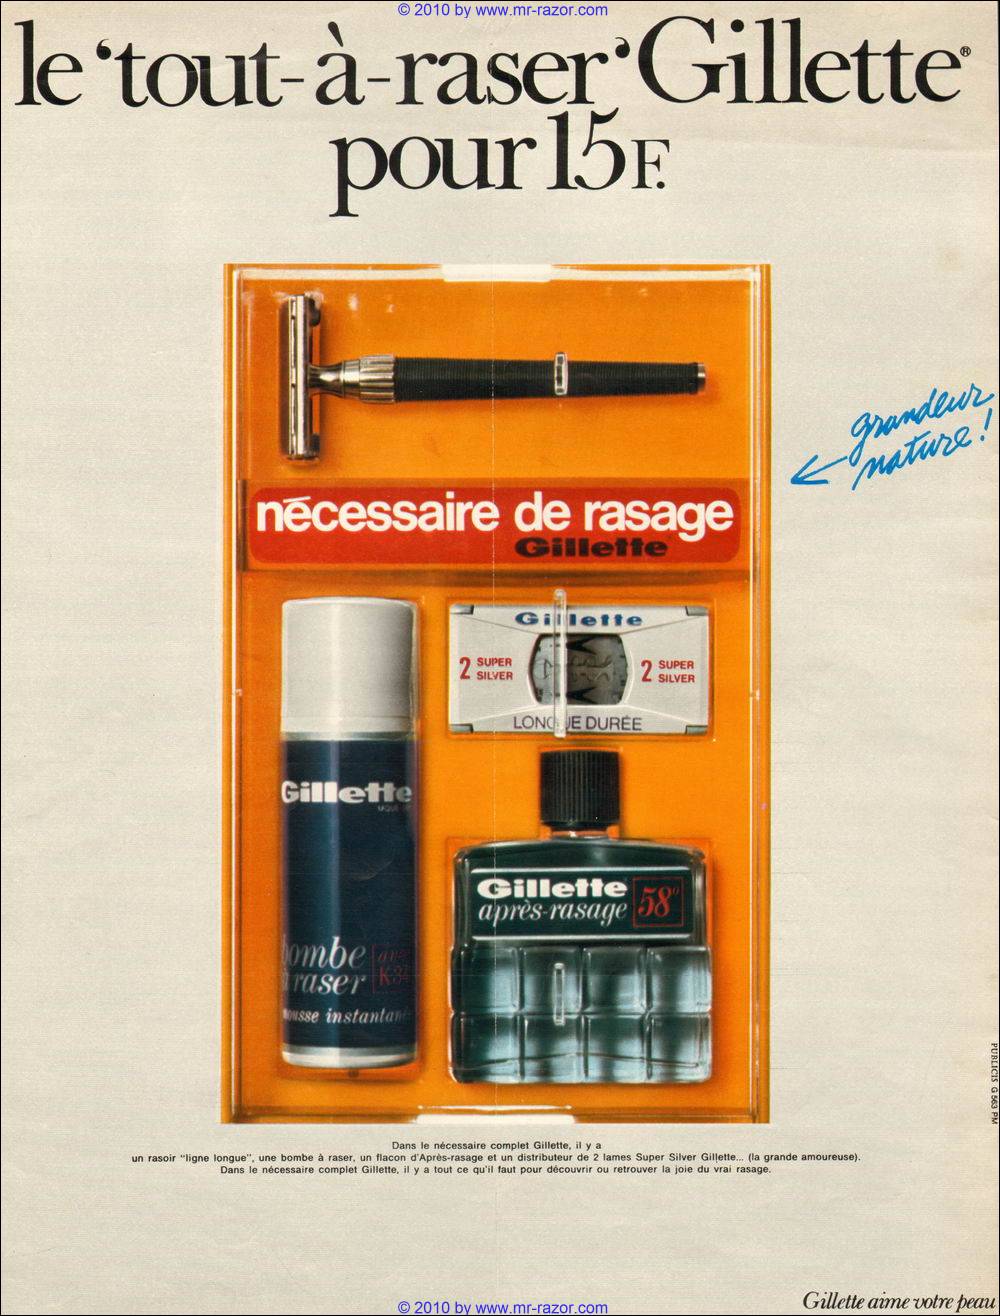 © 2010 by www.mr-razor.com
le ‘tout-à-raser‘ Gillette®
pour 15F.
grandeur
nature!
nécessaire de rasage
Gillette
Gillette
2 SUPER SILVER
2 SUPER SILVER
LONGUE DURÉE
Gillette
bombe
à raser
avec
K34
mousse instantanée
Gillette
après-rasage
58°
PUBLICIS G 563 PM
Dans le nécessaire complet Gillette, il y a
un rasoir "ligne longue", une bombe à raser, un flacon d'Après-rasage et un distributeur de 2 lames Super Silver Gillette... (la grande amoureuse).
Dans le nécessaire complet Gillette, il y a tout ce qu'il faut pour découvrir ou retrouver la joie du vrai rasage.
Gillette aime votre peau
© 2010 by www.mr-razor.com